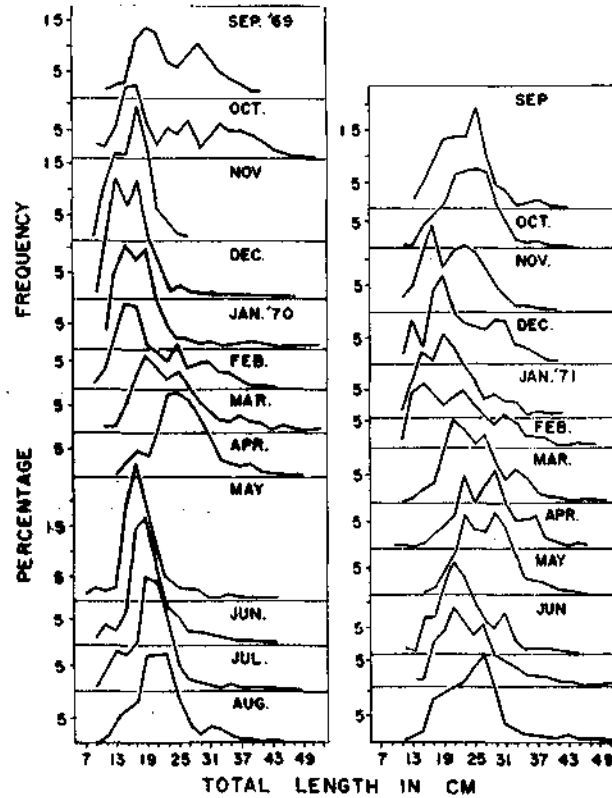 PERCENTAGE FREQUENCY
15
5
SEP. '69
5
OCT.
5
NOV
5
DEC.
5
JAN. '70
5
FEB.
5
MAR.
5
APR.
MAY
5
5
JUN.
5
JUL.
5
AUG.
7 13 19 25 31 37 43 49
15
5
SEP
5
OCT.
5
NOV.
5
DEC.
5
JAN. '71
5
FEB.
5
MAR.
5
APR.
5
MAY
5
JUN
5
5
7 13 19 25 31 37 43 49
TOTAL LENGTH IN CM